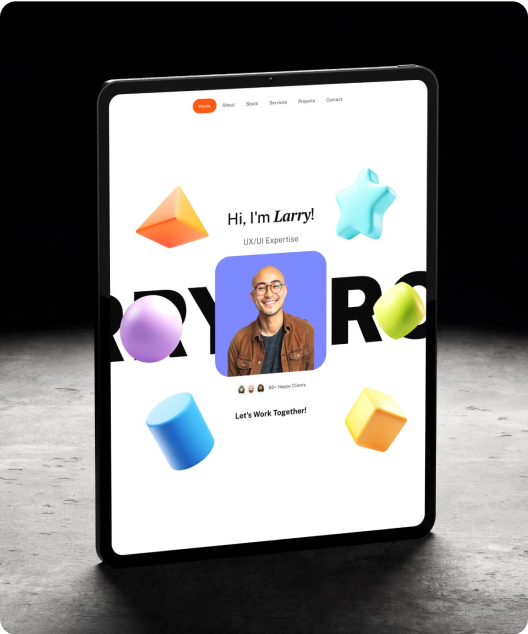 Home About Stack Services Projects Contact
Hi, I'm Larry!
UX/UI Expertise
RRY RO
80+ Happy Clients
Let's Work Together!